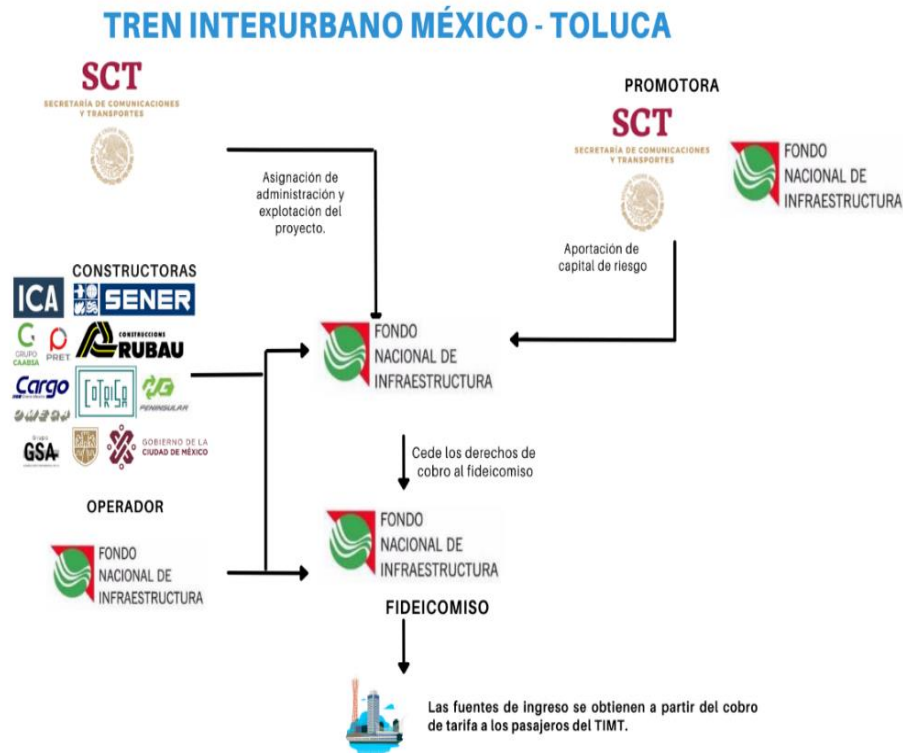 TREN INTERURBANO MÉXICO - TOLUCA
SCT
SECRETARÍA DE COMUNICACIONES
Y TRANSPORTES
PROMOTORA
SCT
SECRETARÍA DE COMUNICACIONES
Y TRANSPORTES
FONDO
NACIONAL DE
INFRAESTRUCTURA
Asignación de
administración y
explotación del
proyecto.
Aportación de
capital de riesgo
CONSTRUCTORAS
ICA
SENER
GRUPO
CAABSA
PRET
CONSTRUCCIONS
RUBAU
Cargo
COTRISA
PENINSULAR
GSA
GOBIERNO DE LA
CIUDAD DE MÉXICO
FONDO
NACIONAL DE
INFRAESTRUCTURA
Cede los derechos de
cobro al fideicomiso
OPERADOR
FONDO
NACIONAL DE
INFRAESTRUCTURA
FONDO
NACIONAL DE
INFRAESTRUCTURA
FIDEICOMISO
Las fuentes de ingreso se obtienen a partir del cobro
de tarifa a los pasajeros del TIMT.